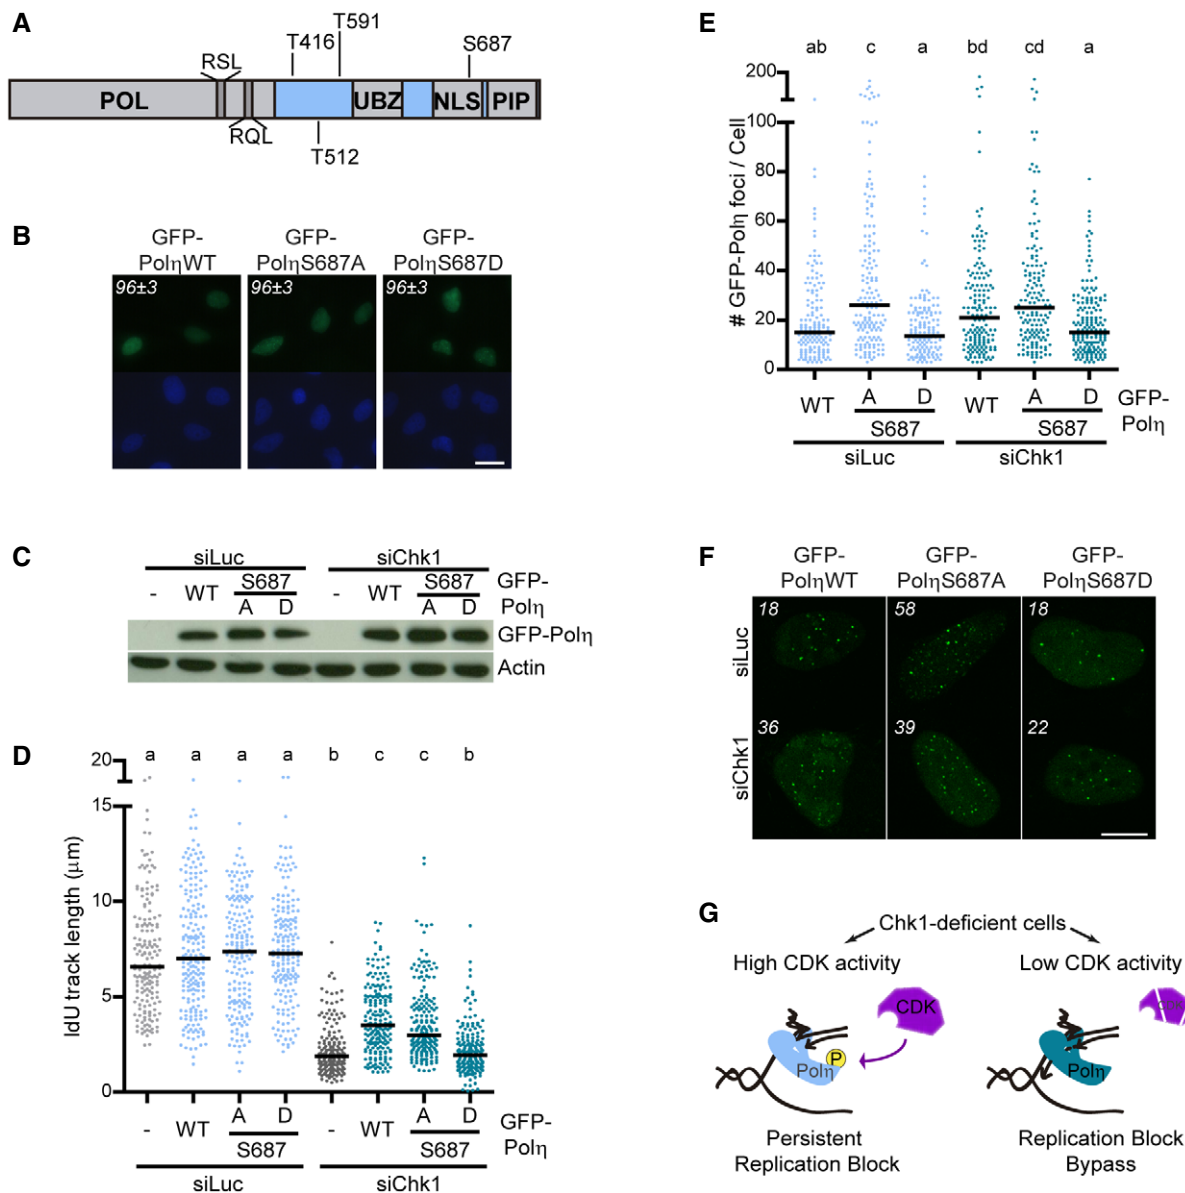 A
T591
T416
S687
RSL
POL
UBZ
NLS
PIP
RQL
T512
B
GFP-
PolηWT
GFP-
PolηS687A
GFP-
PolηS687D
96±3
96±3
96±3
C
siLuc
siChk1
-
WT
S687
A
D
-
WT
S687
A
D
GFP-
Polη
GFP-Polη
Actin
D
a
a
a
a
b
c
c
b
20
15
10
5
0
IdU track length (µm)
-
WT
A
D
S687
-
WT
A
D
S687
GFP-
Polη
siLuc
siChk1
E
ab
c
a
bd
cd
a
200
100
80
60
40
20
0
# GFP-Polη foci / Cell
WT
A
D
S687
WT
A
D
S687
GFP-
Polη
siLuc
siChk1
F
GFP-
PolηWT
GFP-
PolηS687A
GFP-
PolηS687D
siLuc
18
58
18
siChk1
36
39
22
G
Chk1-deficient cells
High CDK activity
Low CDK activity
CDK
P
Polη
Polη
Persistent
Replication Block
Replication Block
Bypass